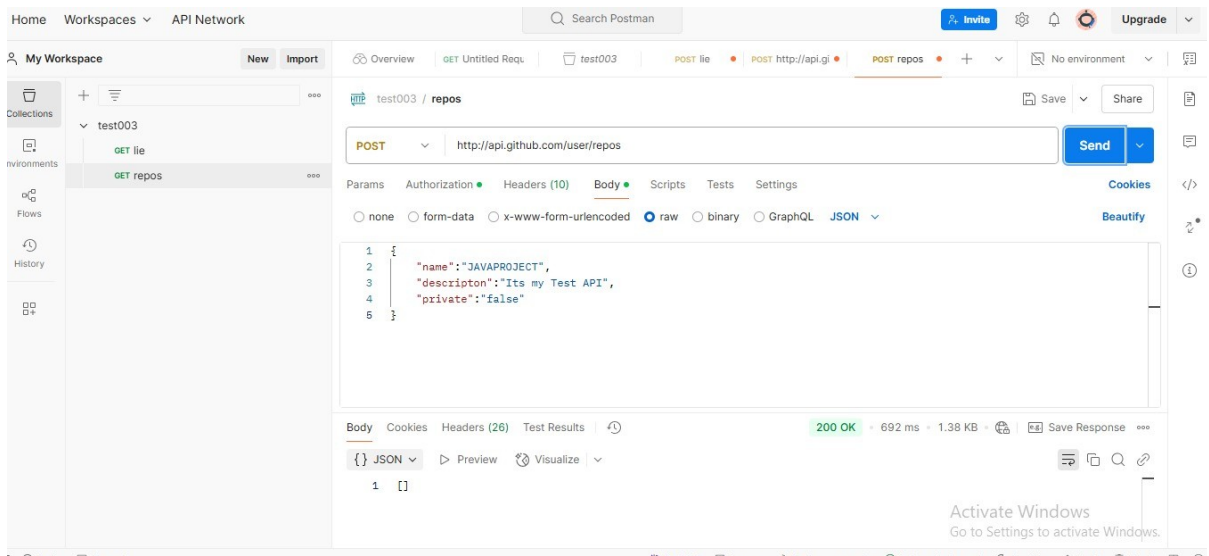 Home Workspaces API Network Search Postman Invite Upgrade
My Workspace New Import Overview GET Untitled Requ test003 POST lie POST http://api.gi POST repos No environment
Collections
test003
GET lie
GET repos
nvironments
Flows
History
HTTP test003 / repos Save Share
POST http://api.github.com/user/repos Send
Params Authorization Headers (10) Body Scripts Tests Settings Cookies
none form-data x-www-form-urlencoded raw binary GraphQL JSON Beautify
1 {
2 "name":"JAVAPROJECT",
3 "descripton":"Its my Test API",
4 "private":"false"
5 }
Body Cookies Headers (26) Test Results 200 OK 692 ms 1.38 KB Save Response
{} JSON Preview Visualize
1 []
Activate Windows
Go to Settings to activate Windows.